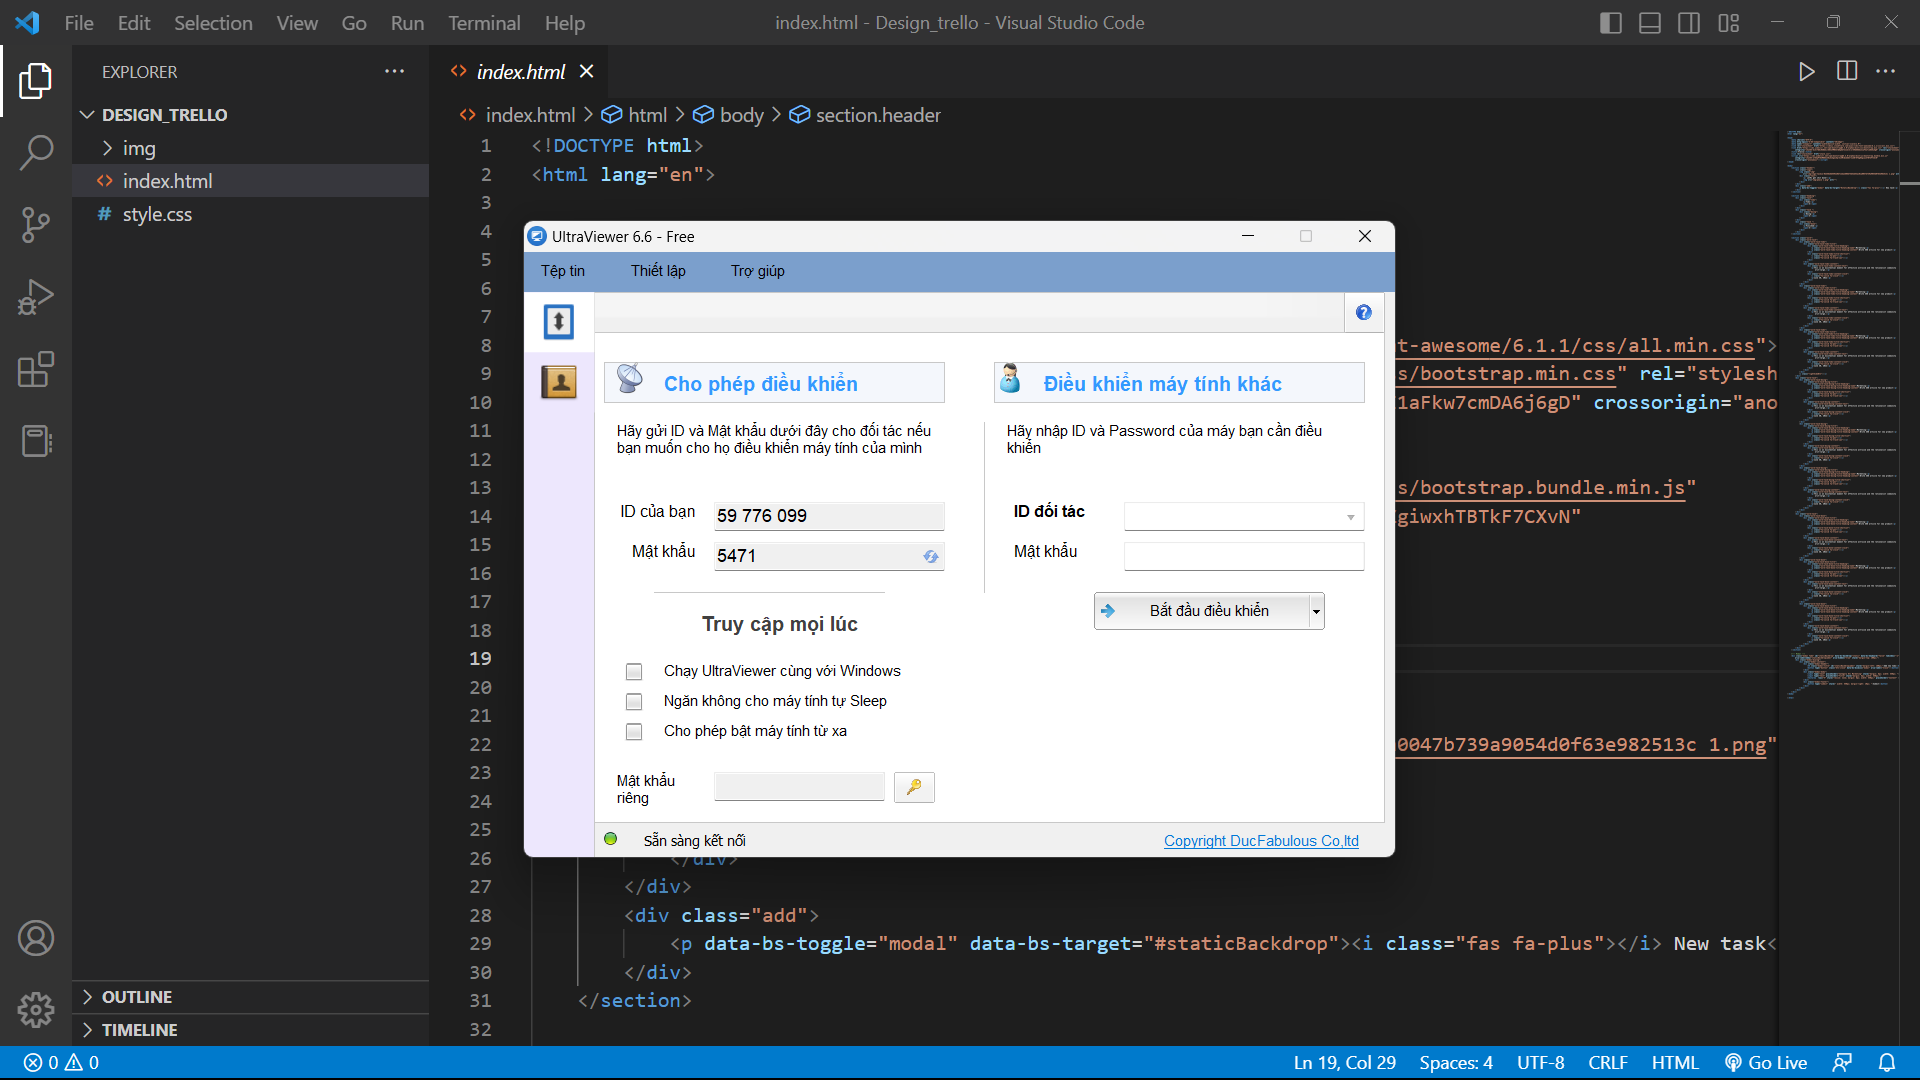 File Edit Selection View Go Run Terminal Help
index.html - Design_trello - Visual Studio Code
EXPLORER
DESIGN_TRELLO
img
index.html
style.css
OUTLINE
TIMELINE
index.html
index.html > html > body > section.header
1 <!DOCTYPE html>
2 <html lang="en">
3
4
5
6
7
8 t-awesome/6.1.1/css/all.min.css">
9 s/bootstrap.min.css" rel="stylesh
10 1aFkw7cmDA6j6gD" crossorigin="ano
11
12
13 s/bootstrap.bundle.min.js"
14 giwxhTBTkF7CXvN"
15
16
17
18
19
20
21
22 0047b739a9054d0f63e982513c 1.png"
23
24
25
26 </div>
27 </div>
28 <div class="add">
29 <p data-bs-toggle="modal" data-bs-target="#staticBackdrop"><i class="fas fa-plus"></i> New task<
30 </div>
31 </section>
32
UltraViewer 6.6 - Free
Tệp tin Thiết lập Trợ giúp
Cho phép điều khiển
Hãy gửi ID và Mật khẩu dưới đây cho đối tác nếu
bạn muốn cho họ điều khiển máy tính của mình
ID của bạn 59 776 099
Mật khẩu 5471
Truy cập mọi lúc
Chạy UltraViewer cùng với Windows
Ngăn không cho máy tính tự Sleep
Cho phép bật máy tính từ xa
Mật khẩu
riêng
Điều khiển máy tính khác
Hãy nhập ID và Password của máy bạn cần điều
khiển
ID đối tác
Mật khẩu
Bắt đầu điều khiển
Sẵn sàng kết nối
Copyright DucFabulous Co,ltd
0 0
Ln 19, Col 29 Spaces: 4 UTF-8 CRLF HTML Go Live